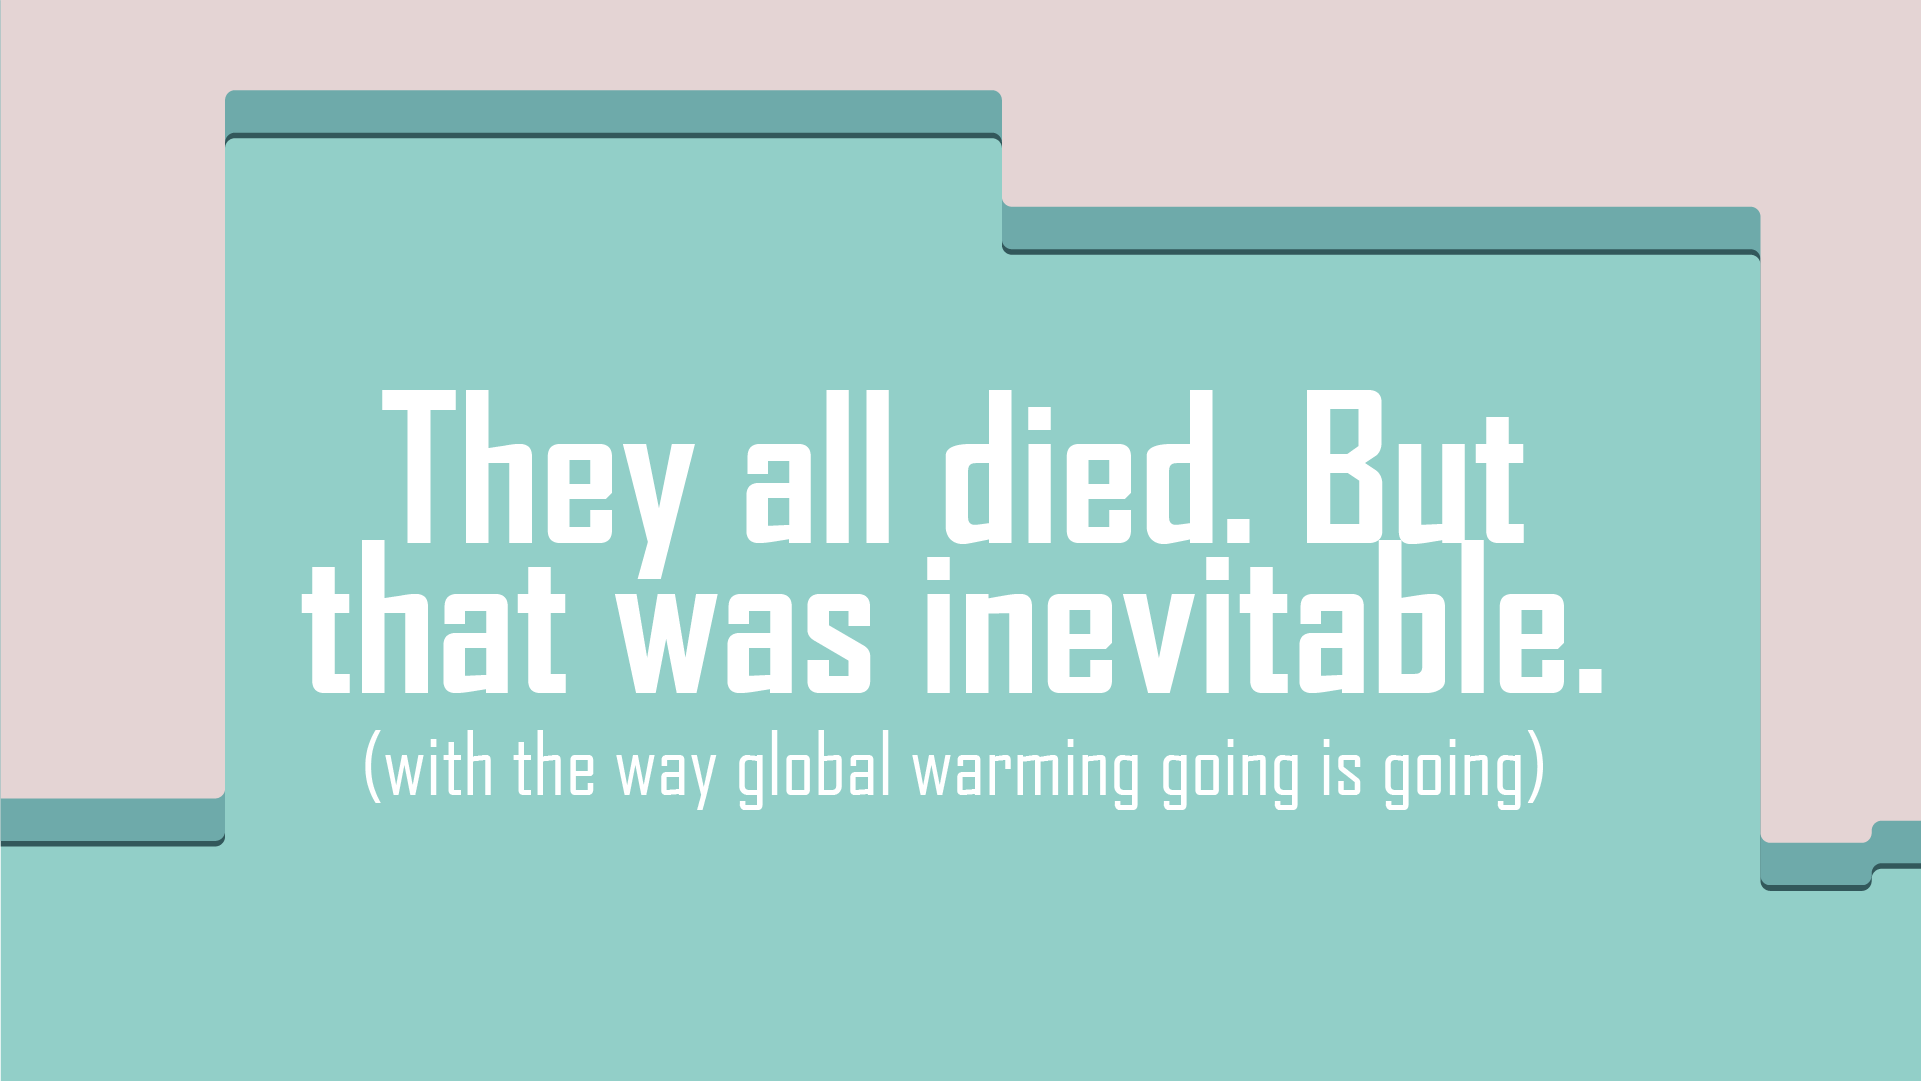 They all died. But
that was inevitable.
(with the way global warming going is going)